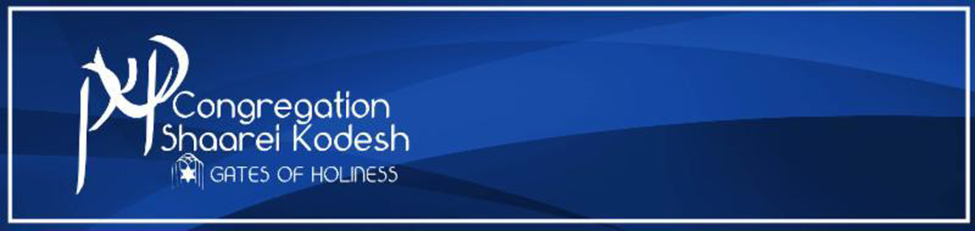 Congregation
Shaarei Kodesh
GATES OF HOLINESS